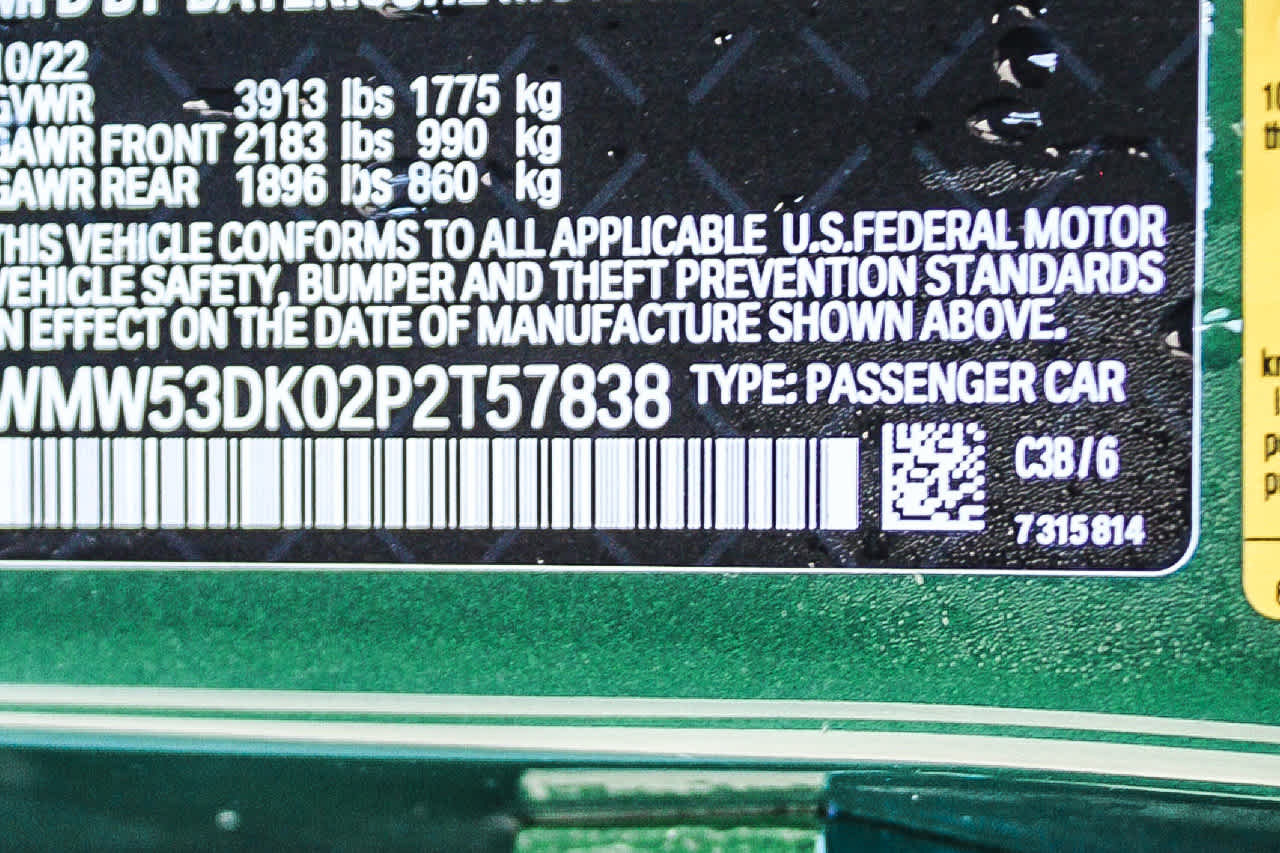 10/22
GVWR 3913 lbs 1775 kg
GAWR FRONT 2183 lbs 990 kg
GAWR REAR 1896 lbs 860 kg
THIS VEHICLE CONFORMS TO ALL APPLICABLE U.S.FEDERAL MOTOR
VEHICLE SAFETY, BUMPER AND THEFT PREVENTION STANDARDS
IN EFFECT ON THE DATE OF MANUFACTURE SHOWN ABOVE.
WMW53DK02P2T57838 TYPE: PASSENGER CAR
C3B/6
7315814